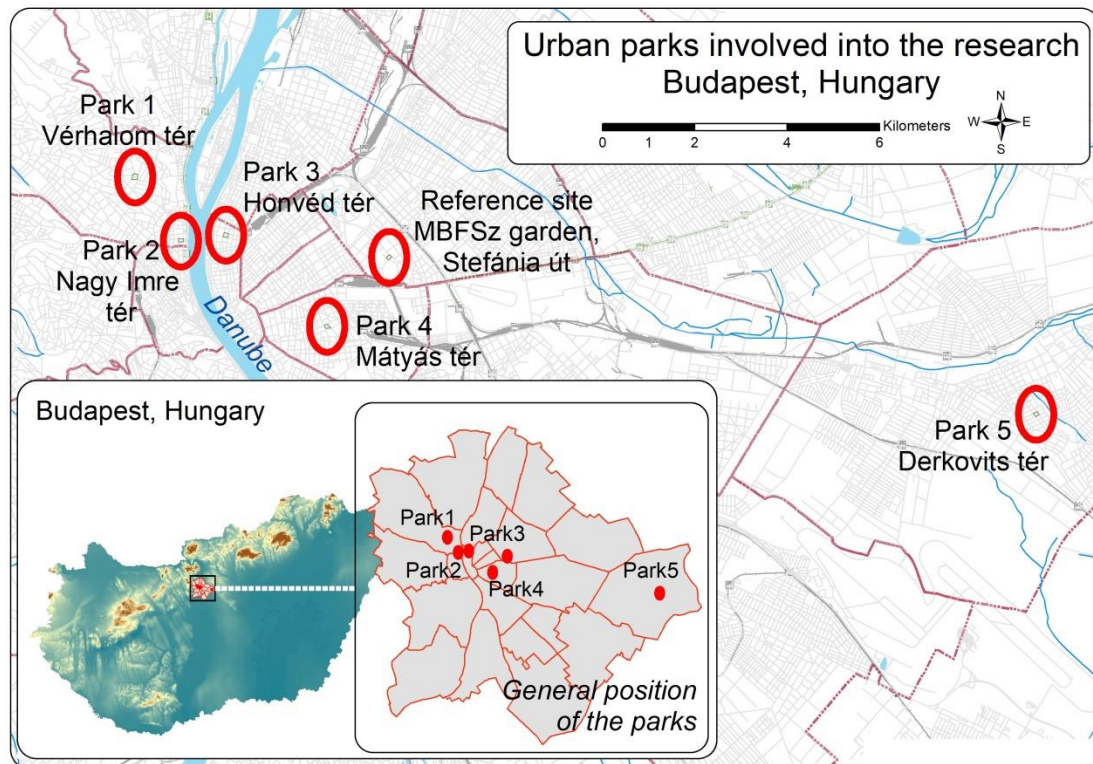 Urban parks involved into the research
Budapest, Hungary
Kilometers
0 1 2 4 6
N
W E
S
Park 1
Vérhalom tér
Park 3
Honvéd tér
Reference site
MBFSz garden,
Stefánia út
Park 2
Nagy Imre
tér
Danube
Park 4
Mátyás tér
Park 5
Derkovits tér
Budapest, Hungary
Park1
Park3
Park2
Park4
Park5
General position
of the parks